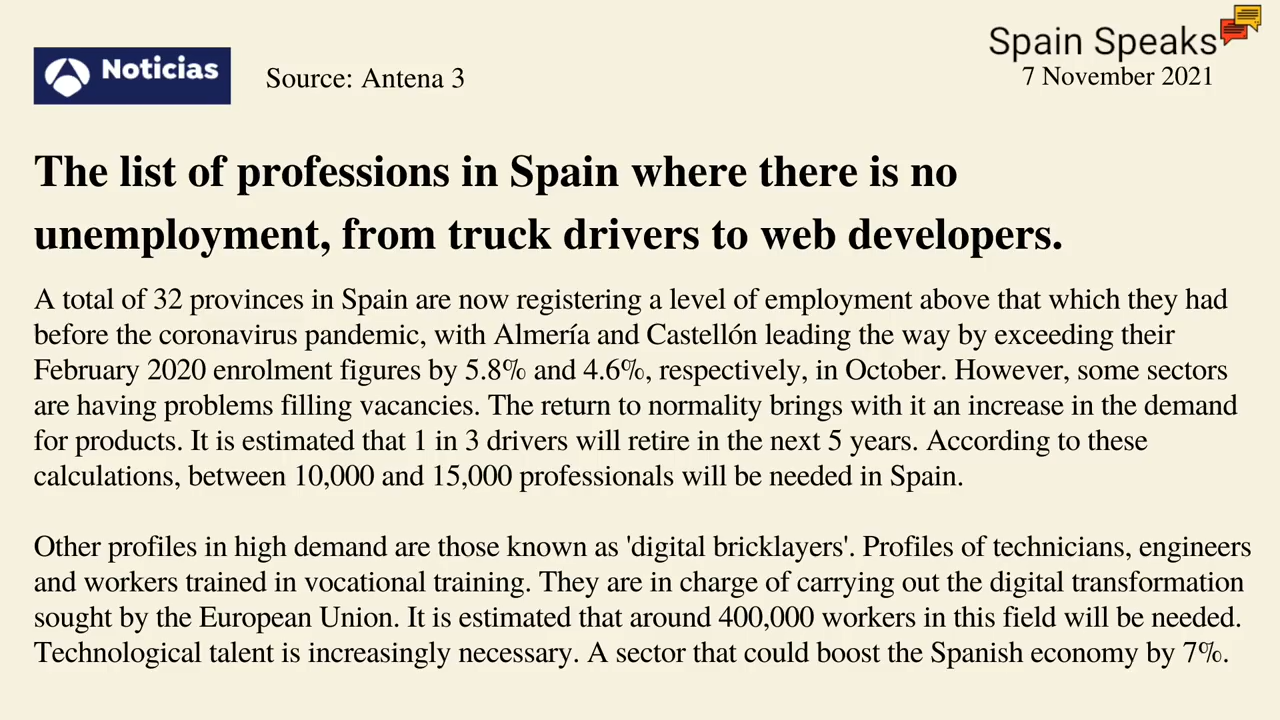 Spain Speaks
Noticias
Source: Antena 3
7 November 2021
The list of professions in Spain where there is no
unemployment, from truck drivers to web developers.
A total of 32 provinces in Spain are now registering a level of employment above that which they had
before the coronavirus pandemic, with Almería and Castellón leading the way by exceeding their
February 2020 enrolment figures by 5.8% and 4.6%, respectively, in October. However, some sectors
are having problems filling vacancies. The return to normality brings with it an increase in the demand
for products. It is estimated that 1 in 3 drivers will retire in the next 5 years. According to these
calculations, between 10,000 and 15,000 professionals will be needed in Spain.
Other profiles in high demand are those known as 'digital bricklayers'. Profiles of technicians, engineers
and workers trained in vocational training. They are in charge of carrying out the digital transformation
sought by the European Union. It is estimated that around 400,000 workers in this field will be needed.
Technological talent is increasingly necessary. A sector that could boost the Spanish economy by 7%.